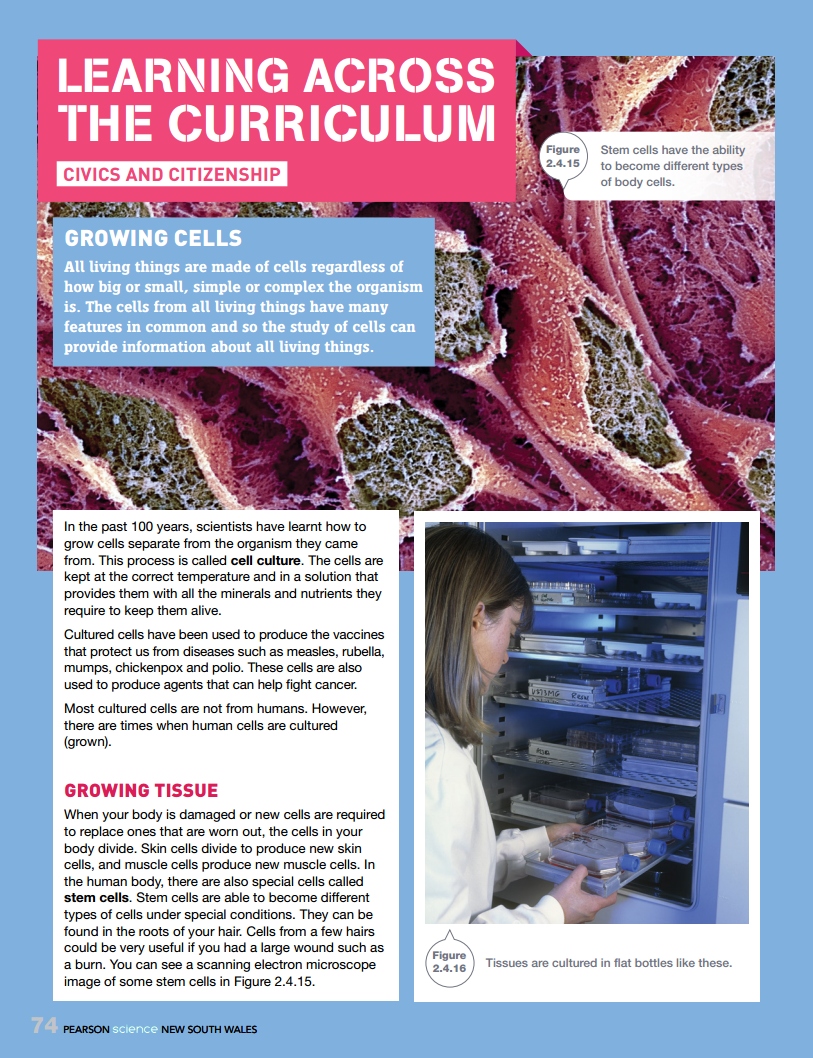 LEARNING ACROSS
THE CURRICULUM
CIVICS AND CITIZENSHIP
Figure
2.4.15
Stem cells have the ability
to become different types
of body cells.
GROWING CELLS
All living things are made of cells regardless of
how big or small, simple or complex the organism
is. The cells from all living things have many
features in common and so the study of cells can
provide information about all living things.
In the past 100 years, scientists have learnt how to
grow cells separate from the organism they came
from. This process is called cell culture. The cells are
kept at the correct temperature and in a solution that
provides them with all the minerals and nutrients they
require to keep them alive.
Cultured cells have been used to produce the vaccines
that protect us from diseases such as measles, rubella,
mumps, chickenpox and polio. These cells are also
used to produce agents that can help fight cancer.
Most cultured cells are not from humans. However,
there are times when human cells are cultured
(grown).
GROWING TISSUE
When your body is damaged or new cells are required
to replace ones that are worn out, the cells in your
body divide. Skin cells divide to produce new skin
cells, and muscle cells produce new muscle cells. In
the human body, there are also special cells called
stem cells. Stem cells are able to become different
types of cells under special conditions. They can be
found in the roots of your hair. Cells from a few hairs
could be very useful if you had a large wound such as
a burn. You can see a scanning electron microscope
image of some stem cells in Figure 2.4.15.
Figure
2.4.16
Tissues are cultured in flat bottles like these.
74 PEARSON science NEW SOUTH WALES